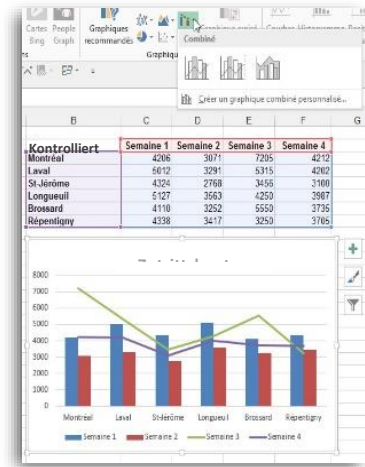 Cartes People Graphiques
Bing Graph recommandés
Combiné
Créer un graphique combiné personnalisé...
B C D E F G
Kontrolliert Semaine 1 Semaine 2 Semaine 3 Semaine 4
Montréal 4206 3071 7205 4212
Laval 5012 3291 5315 4202
St-Jérôme 4324 2768 3456 3100
Longueuil 5127 3563 4250 3987
Brossard 4110 3252 5550 3735
Répentigny 4338 3417 3250 3705
8000
7000
6000
5000
4000
3000
2000
1000
0
Montréal Laval St-Jérôme Longueuil Brossard Répentigny
Semaine 1 Semaine 2 Semaine 3 Semaine 4